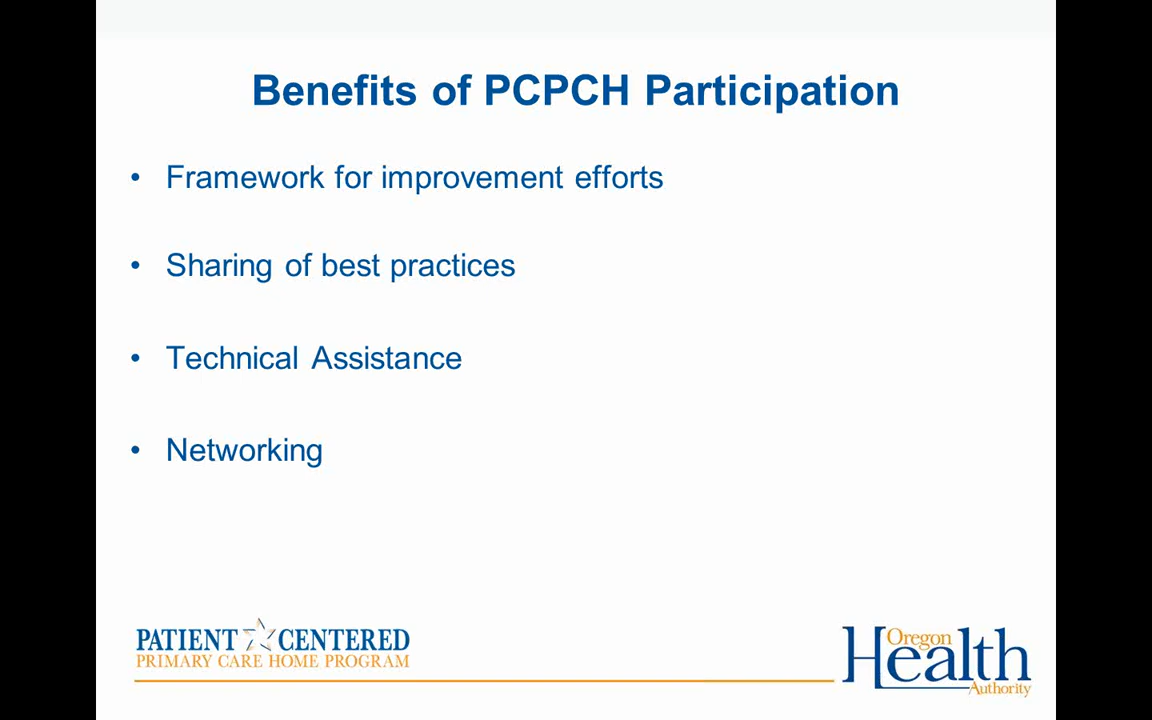 Benefits of PCPCH Participation
• Framework for improvement efforts
• Sharing of best practices
• Technical Assistance
• Networking
PATIENT CENTERED
PRIMARY CARE HOME PROGRAM
Oregon
Health
Authority